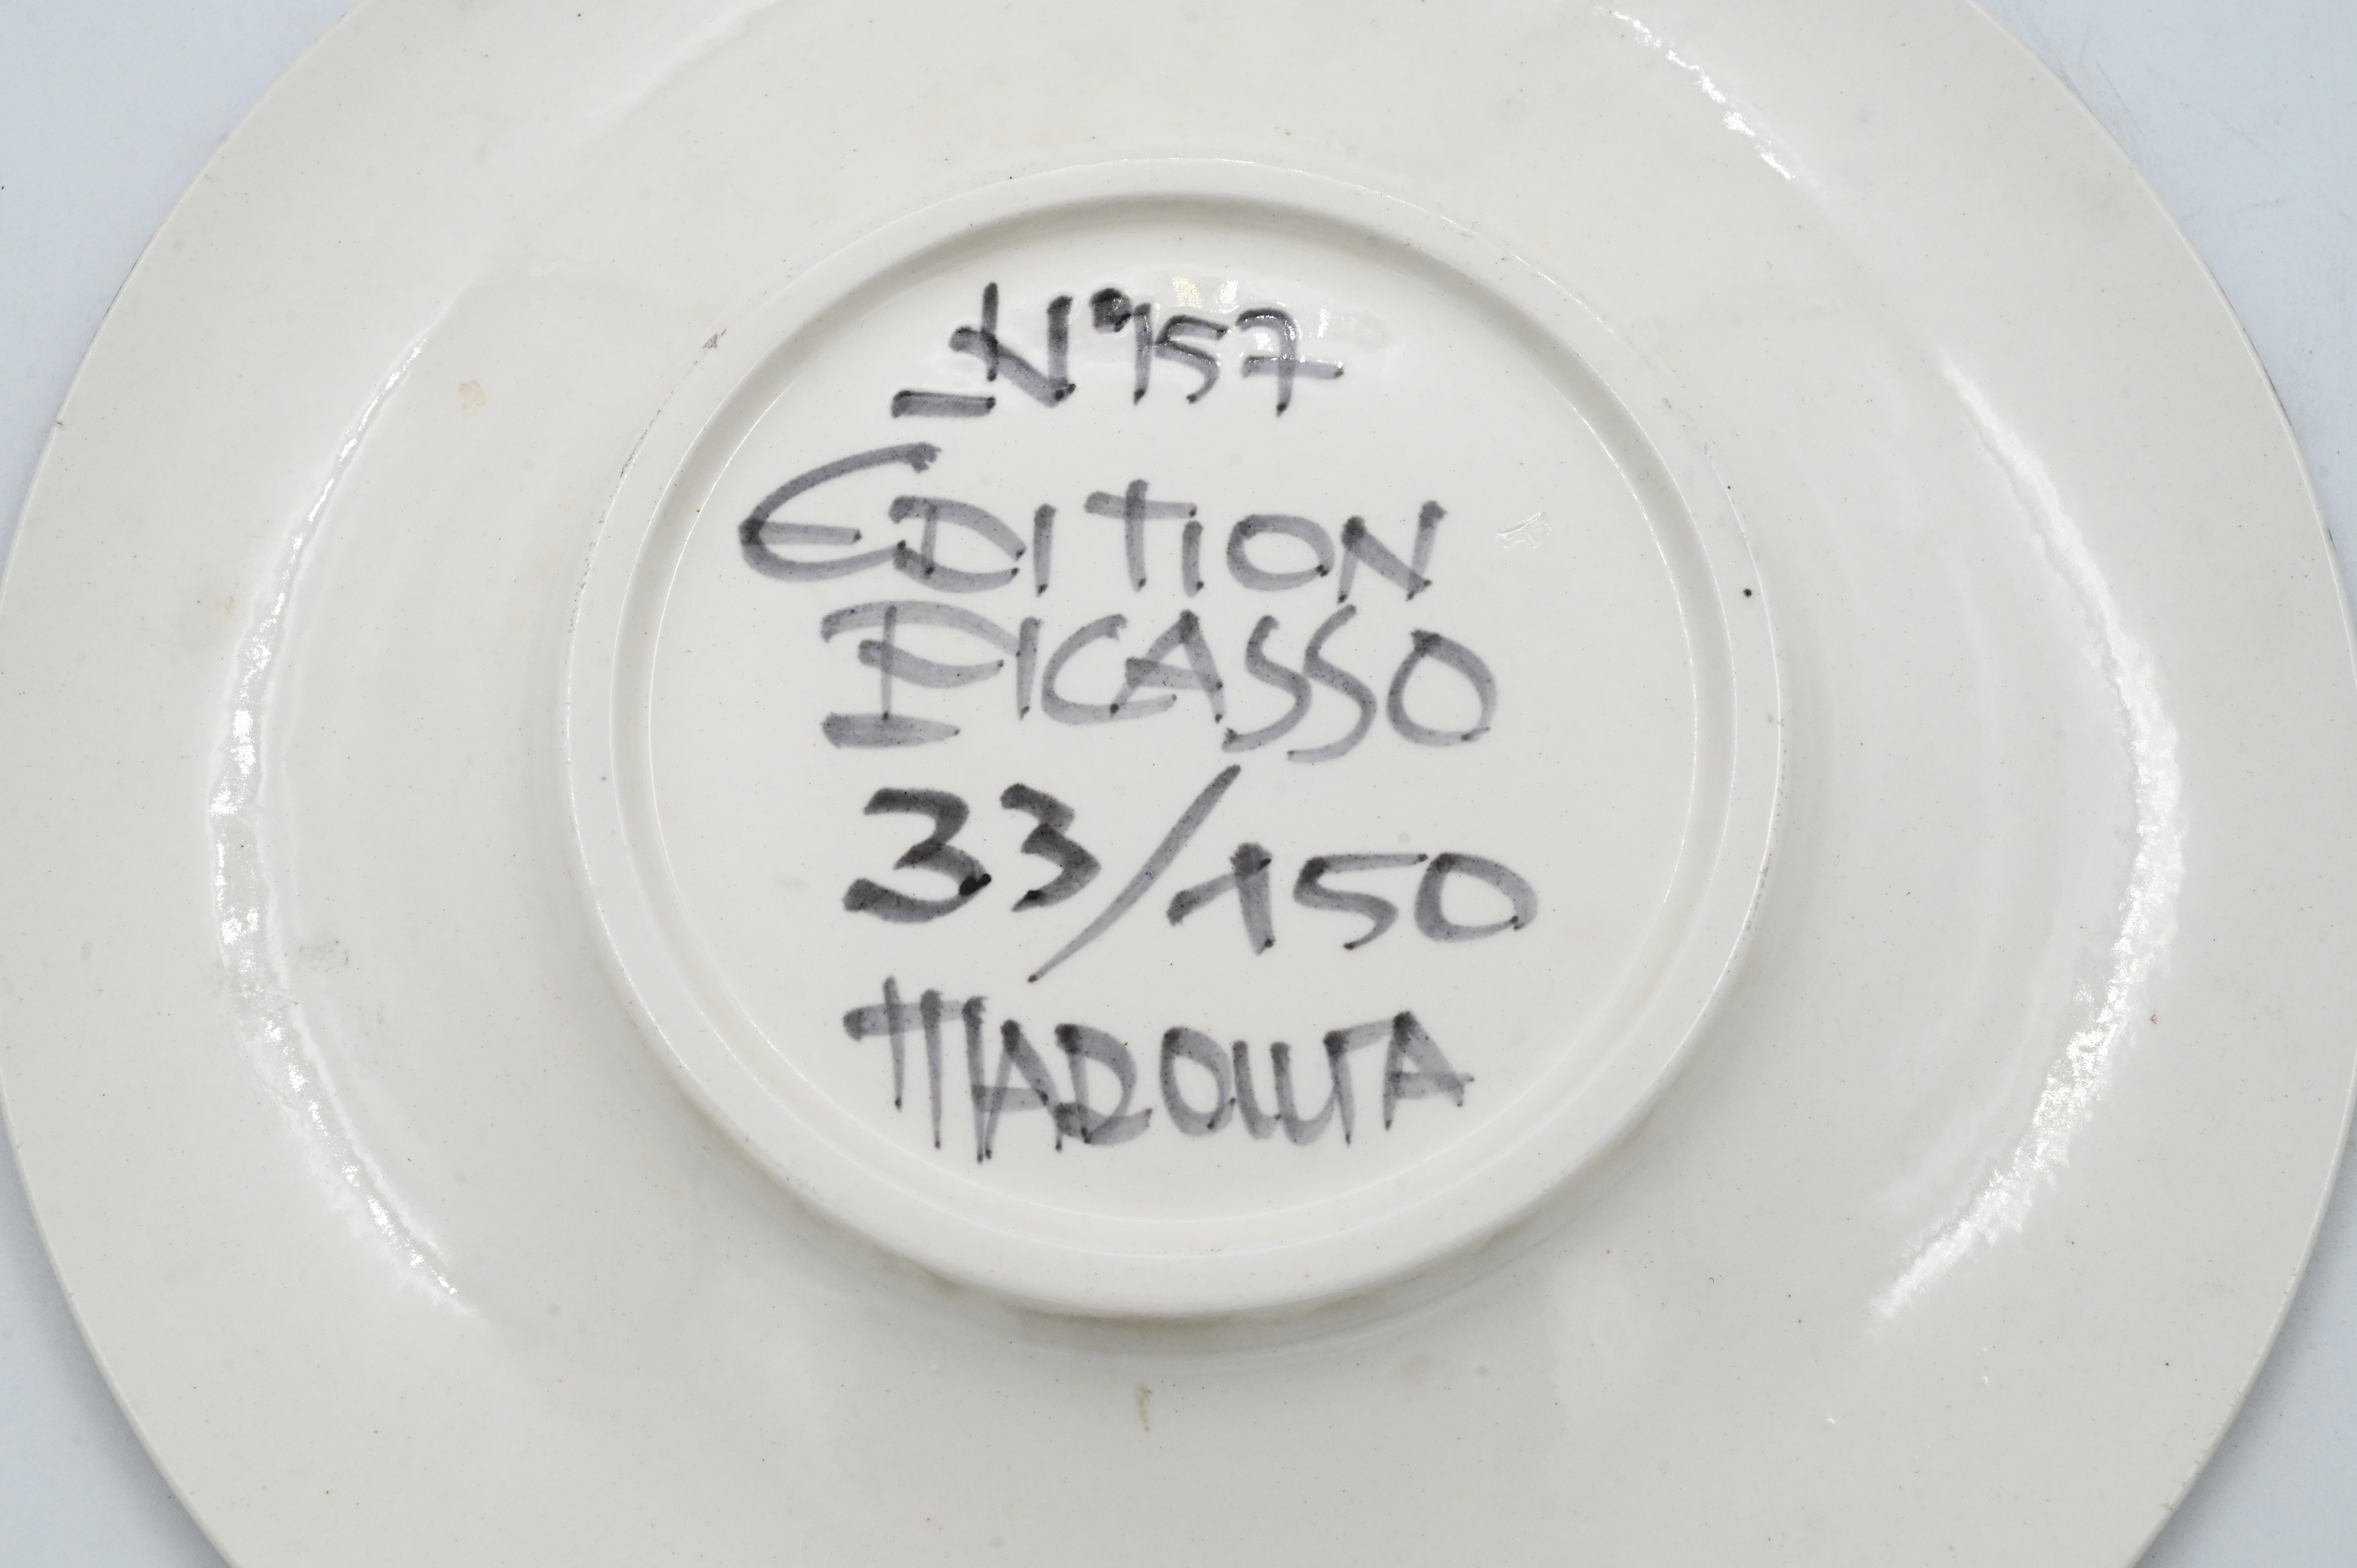 N°157
EDITION
PICASSO
33/150
MADOURA